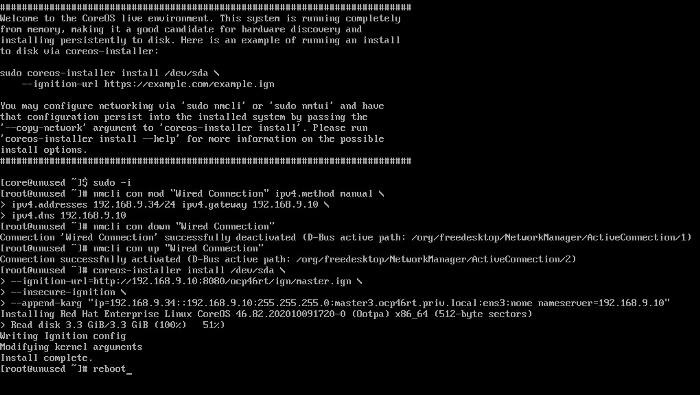 ################################################################################
Welcome to the CoreOS live environment. This system is running completely
from memory, making it a good candidate for hardware discovery and
installing persistently to disk. Here is an example of running an install
to disk via coreos-installer:

sudo coreos-installer install /dev/sda \
    --ignition-url https://example.com/example.ign

You may configure networking via 'sudo nmcli' or 'sudo nmtui' and have
that configuration persist into the installed system by passing the
'--copy-network' argument to 'coreos-installer install'. Please run
'coreos-installer install --help' for more information on the possible
install options.
################################################################################

[core@unused ~]$ sudo -i
[root@unused ~]# nmcli con mod "Wired Connection" ipv4.method manual \
> ipv4.addresses 192.168.9.34/24 ipv4.gateway 192.168.9.10 \
> ipv4.dns 192.168.9.10
[root@unused ~]# nmcli con down "Wired Connection"
Connection 'Wired Connection' successfully deactivated (D-Bus active path: /org/freedesktop/NetworkManager/ActiveConnection/1)
[root@unused ~]# nmcli con up "Wired Connection"
Connection successfully activated (D-Bus active path: /org/freedesktop/NetworkManager/ActiveConnection/2)
[root@unused ~]# coreos-installer install /dev/sda \
> --ignition-url=http://192.168.9.10:8080/ocp46rt/ign/master.ign \
> --insecure-ignition \
> --append-karg "ip=192.168.9.34::192.168.9.10:255.255.255.0:master3.ocp46rt.priv.local:ens3:none nameserver=192.168.9.10"
Installing Red Hat Enterprise Linux CoreOS 46.82.202010091720-0 (Ootpa) x86_64 (512-byte sectors)
> Read disk 3.3 GiB/3.3 GiB (100%)   51%)
Writing Ignition config
Modifying kernel arguments
Install complete.
[root@unused ~]# reboot_